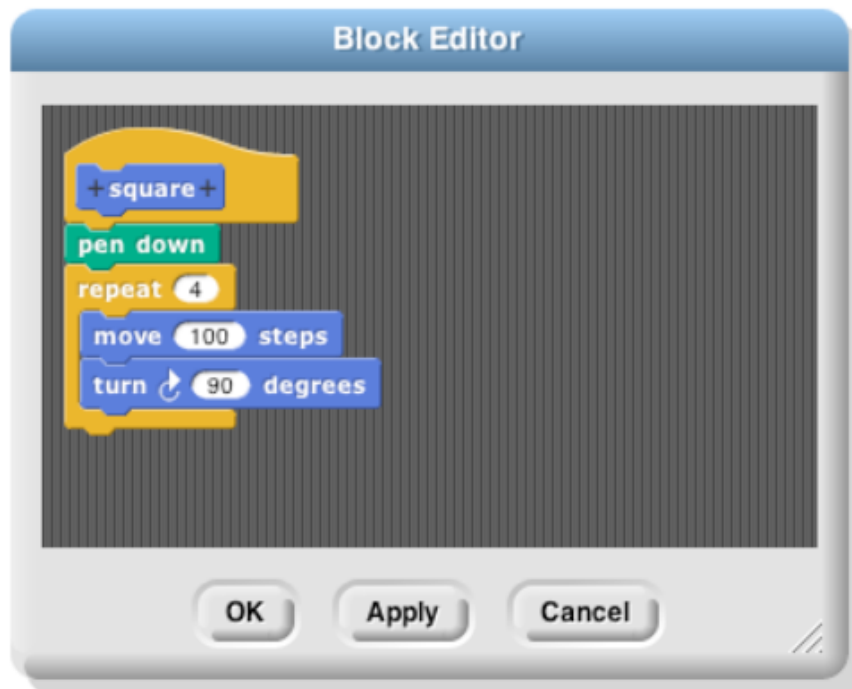 Block Editor
+square+
pen down
repeat 4
move 100 steps
turn 90 degrees
OK Apply Cancel